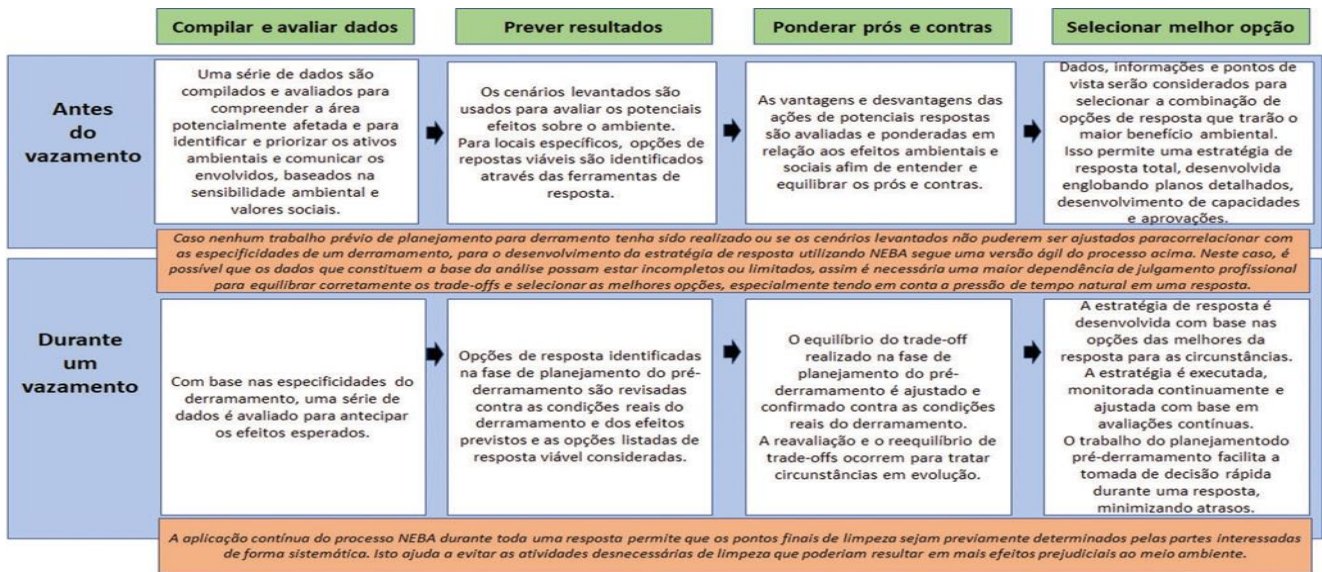 Compilar e avaliar dados
Prever resultados
Ponderar prós e contras
Selecionar melhor opção
Antes
do
vazamento
Uma série de dados são
compilados e avaliados para
compreender a área
potencialmente afetada e para
identificar e priorizar os ativos
ambientais e comunicar os
envolvidos, baseados na
sensibilidade ambiental e
valores sociais.
Os cenários levantados são
usados para avaliar os potenciais
efeitos sobre o ambiente.
Para locais específicos, opções de
repostas viáveis são identificados
através das ferramentas de
resposta.
As vantagens e desvantagens das
ações de potenciais respostas
são avaliadas e ponderadas em
relação aos efeitos ambientais e
sociais afim de entender e
equilibrar os prós e contras.
Dados, informações e pontos de
vista serão considerados para
selecionar a combinação de
opções de resposta que trarão o
maior benefício ambiental.
Isso permite uma estratégia de
resposta total, desenvolvida
englobando planos detalhados,
desenvolvimento de capacidades
e aprovações.
Caso nenhum trabalho prévio de planejamento para derramento tenha sido realizado ou se os cenários levantados não puderem ser ajustados paracorrelacionar com
as especificidades de um derramento, para o desenvolvimento da estratégia de resposta utilizando NEBA segue uma versão ágil do processo acima. Neste caso, é
possível que os dados que constituem a base da análise possam estar incompletos ou limitados, assim é necessária uma maior dependência de julgamento profissional
para equilibrar corretamente os trade-offs e selecionar as melhores opções, especialmente tendo em conta a pressão de tempo natural em uma resposta.
Durante
um
vazamento
Com base nas especificidades do
derramento, uma série de
dados é avaliado para antecipar
os efeitos esperados.
Opções de resposta identificadas
na fase de planejamento do pré-
derramento são revisadas
contra as condições reais do
derramento e dos efeitos
previstos e as opções listadas de
resposta viável consideradas.
O equilíbrio do trade-off
realizado na fase de
planejamento do pré-
derramento é ajustado e
confirmado contra as condições
reais do derramento.
A reavaliação e o reequilíbrio de
trade-offs ocorrem para tratar
circunstâncias em evolução.
A estratégia de resposta é
desenvolvida com base nas
opções das melhores da
resposta para as circunstâncias.
A estratégia é executada,
monitorada continuamente e
ajustada com base em
avaliações contínuas.
O trabalho do planejamentodo
pré-derramento facilita a
tomada de decisão rápida
durante uma resposta,
minimizando atrasos.
A aplicação contínua do processo NEBA durante toda uma resposta permite que os pontos finais de limpeza sejam previamente determinados pelas partes interessadas
de forma sistemática. Isto ajuda a evitar os atividades desnecessárias de limpeza que poderiam resultar em mais efeitos prejudiciais ao meio ambiente.